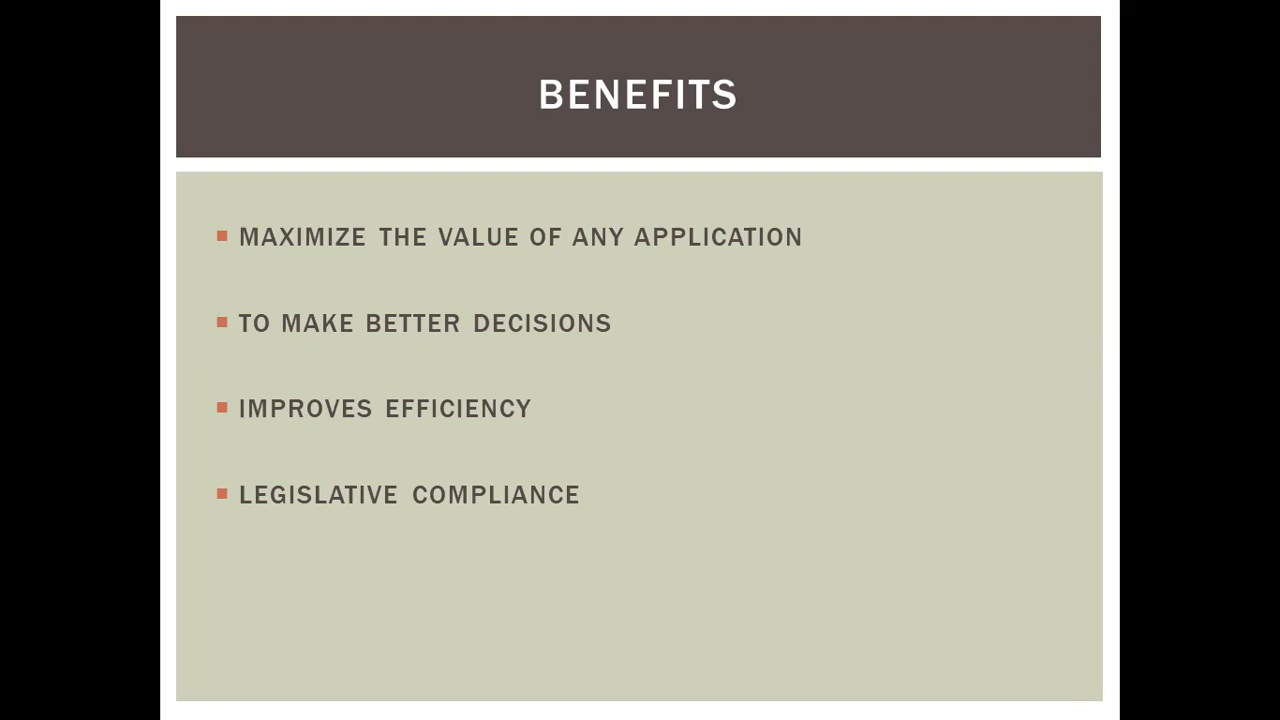 BENEFITS
MAXIMIZE THE VALUE OF ANY APPLICATION
TO MAKE BETTER DECISIONS
IMPROVES EFFICIENCY
LEGISLATIVE COMPLIANCE